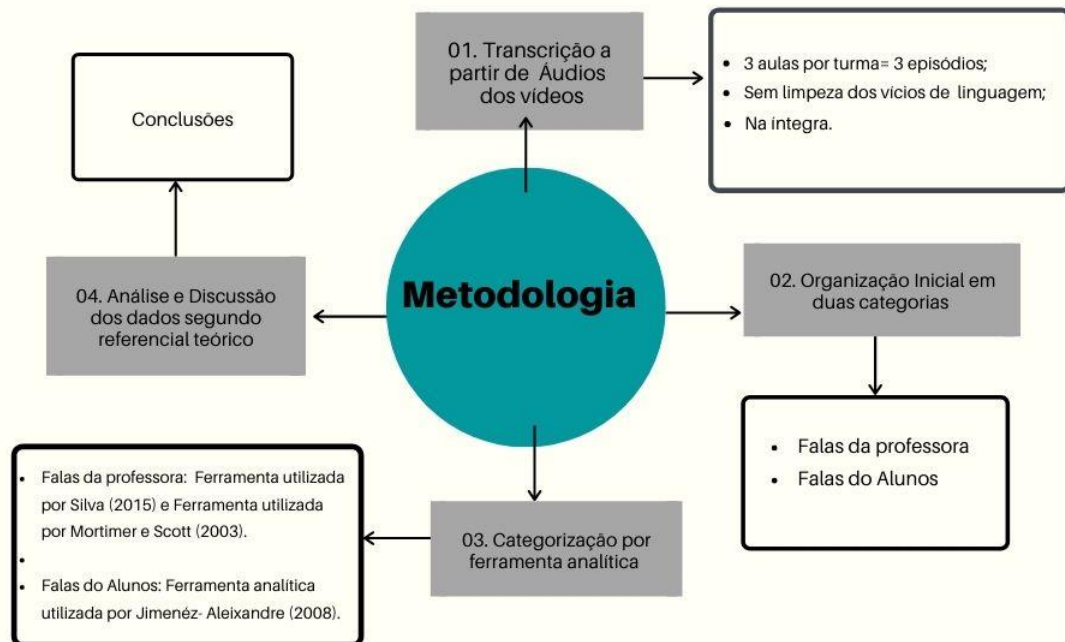 Metodologia
01. Transcrição a
partir de Áudios
dos vídeos
• 3 aulas por turma= 3 episódios;
• Sem limpeza dos vícios de linguagem;
• Na íntegra.
02. Organização Inicial em
duas categorias
• Falas da professora
• Falas do Alunos
03. Categorização por
ferramenta analítica
• Falas da professora: Ferramenta utilizada
por Silva (2015) e Ferramenta utilizada
por Mortimer e Scott (2003).
•
• Falas do Alunos: Ferramenta analítica
utilizada por Jimenéz- Aleixandre (2008).
04. Análise e Discussão
dos dados segundo
referencial teórico
Conclusões